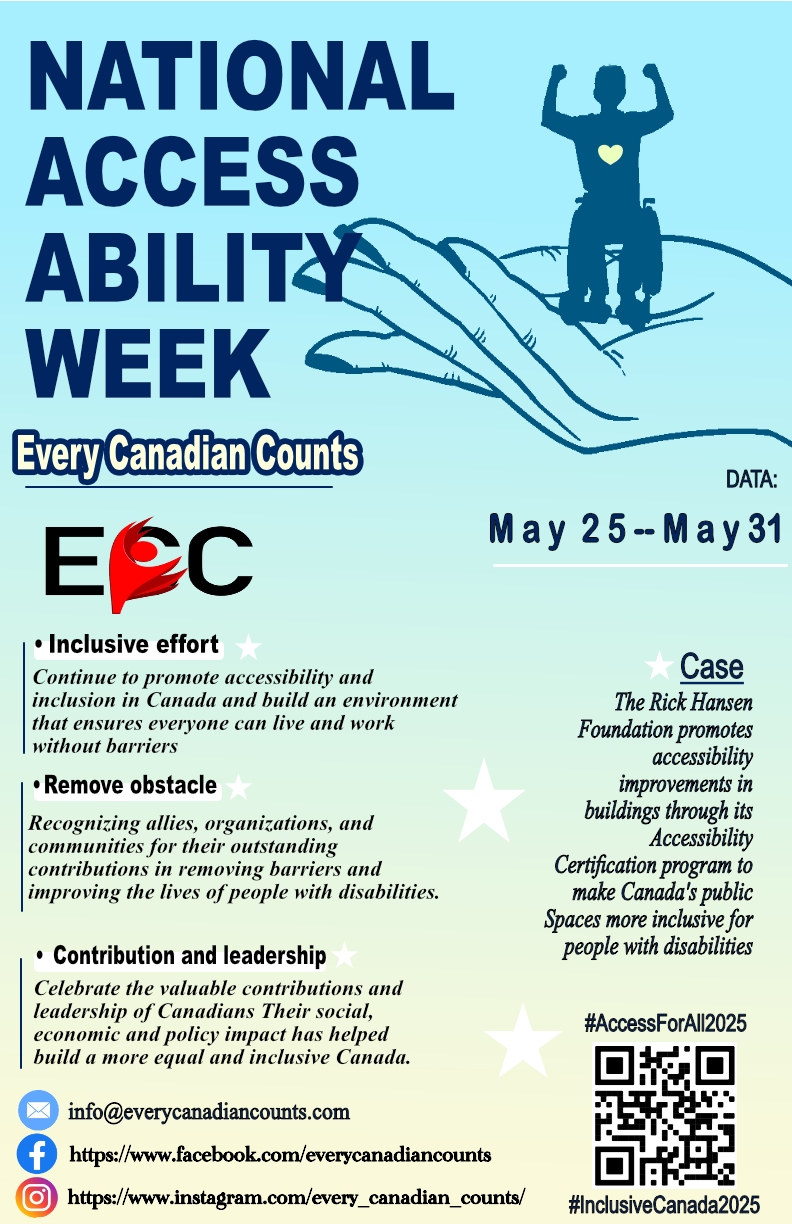 NATIONAL
ACCESS
ABILITY
WEEK
Every Canadian Counts
DATA:
May 25--May31
ECC
• Inclusive effort
Continue to promote accessibility and
inclusion in Canada and build an environment
that ensures everyone can live and work
without barriers
•Remove obstacle
Recognizing allies, organizations, and
communities for their outstanding
contributions in removing barriers and
improving the lives of people with disabilities.
• Contribution and leadership
Celebrate the valuable contributions and
leadership of Canadians Their social,
economic and policy impact has helped
build a more equal and inclusive Canada.
Case
The Rick Hansen
Foundation promotes
accessibility
improvements in
buildings through its
Accessibility
Certification program to
make Canada's public
Spaces more inclusive for
people with disabilities
#AccessForAll2025
#InclusiveCanada2025
info@everycanadiancounts.com
https://www.facebook.com/everycanadiancounts
https://www.instagram.com/every_canadian_counts/